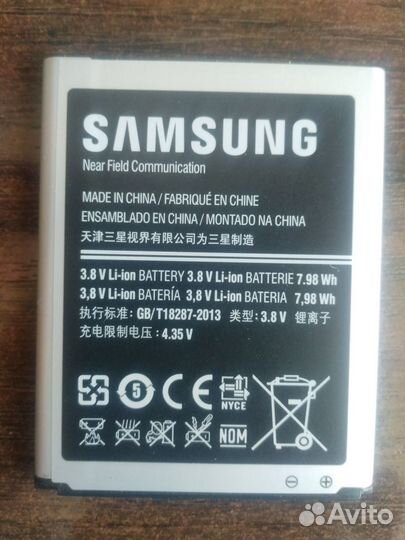 SAMSUNG
Near Field Communication
MADE IN CHINA / FABRIQUÉ EN CHINE
ENSAMBLADO EN CHINA / MONTADO NA CHINA
天津三星视界有限公司为三星制造
3.8 V Li-ion BATTERY 3.8 V Li-ion BATTERIE 7.98 Wh
3,8 V Li-ion BATERÍA 3,8 V Li-ion BATERIA 7,98 Wh
执行标准: GB/T18287-2013 类型: 3.8 V 锂离子
充电限制电压: 4.35 V
5
NYCE
NOM
Avito